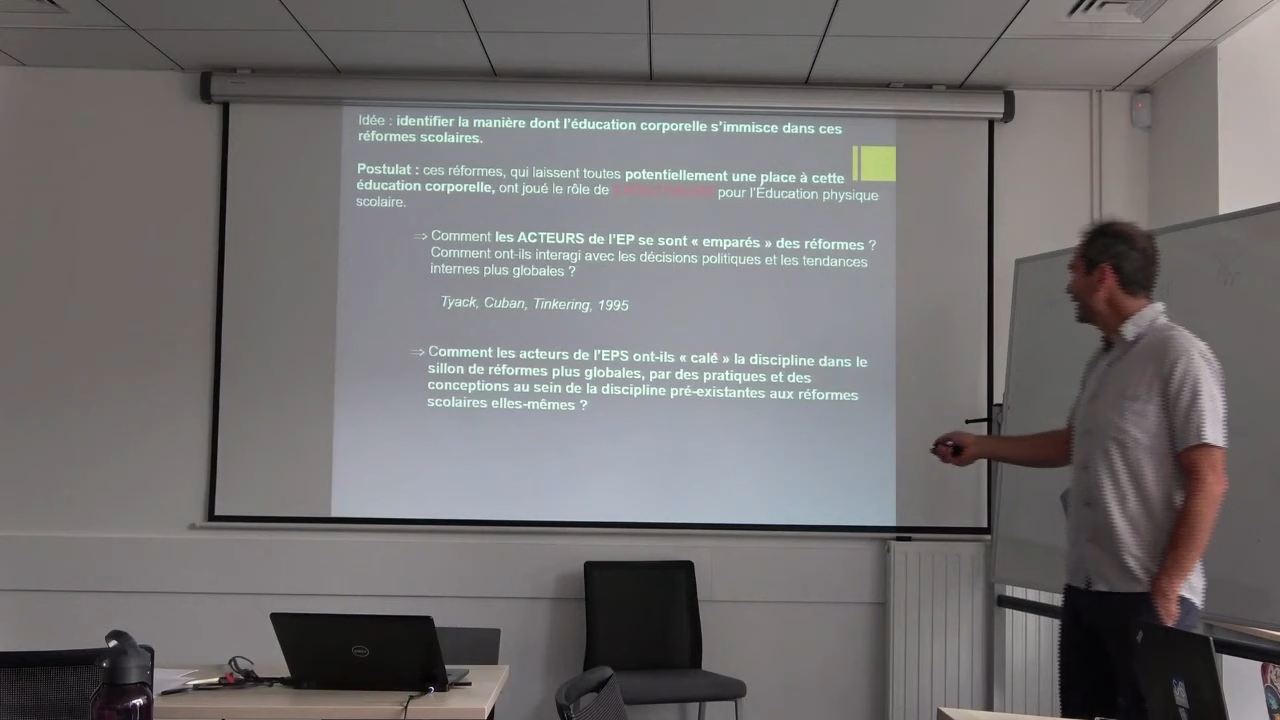 Idée : identifier la manière dont l'éducation corporelle s'immisce dans ces
réformes scolaires.
Postulat : ces réformes, qui laissent toutes potentiellement une place à cette
éducation corporelle, ont joué le rôle de pour l'Éducation physique
scolaire.
⇒ Comment les ACTEURS de l'EP se sont « emparés » des réformes ?
Comment ont-ils interagi avec les décisions politiques et les tendances
internes plus globales ?
Tyack, Cuban, Tinkering, 1995
⇒ Comment les acteurs de l'EPS ont-ils « calé » la discipline dans le
sillon de réformes plus globales, par des pratiques et des
conceptions au sein de la discipline pré-existantes aux réformes
scolaires elles-mêmes ?
DELL